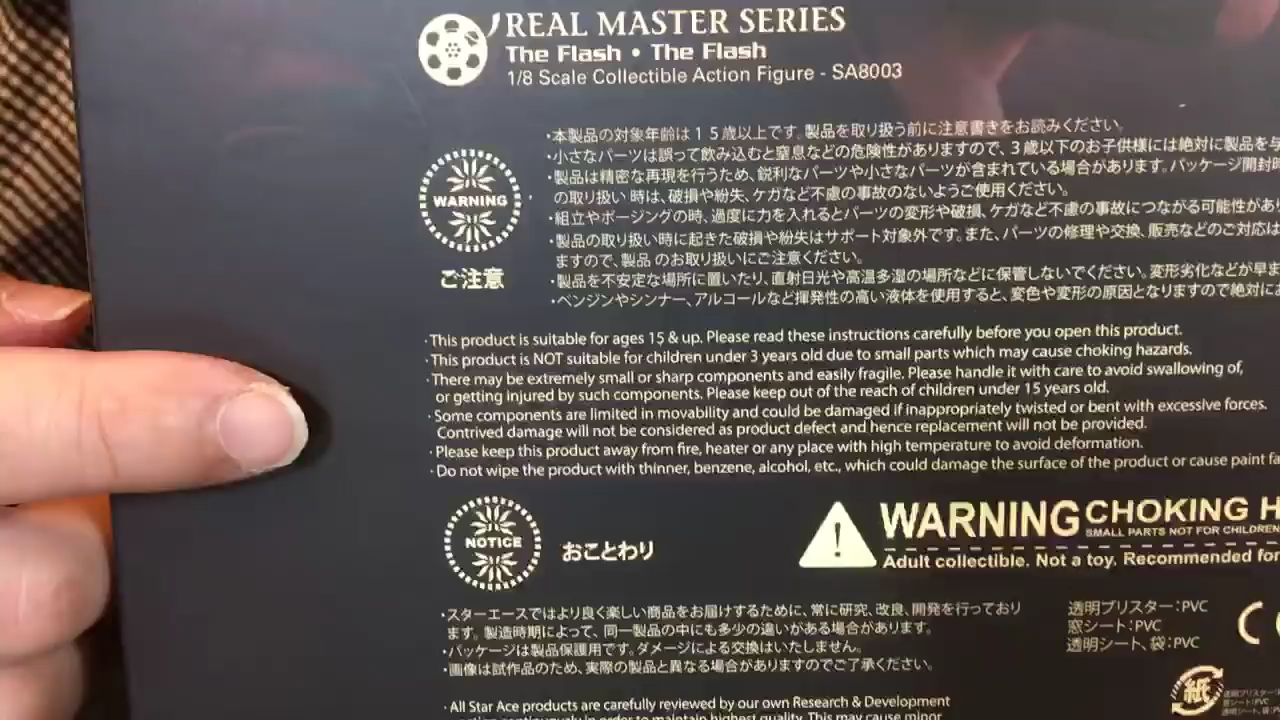 REAL MASTER SERIES
The Flash • The Flash
1/8 Scale Collectible Action Figure - SA8003
・本製品の対象年齢は15歳以上です。製品を取り扱う前に注意書きをお読みください。
・小さなパーツは誤って飲み込むと窒息などの危険性がありますので、3歳以下のお子供様には絶対に製品を与
・製品は精密な再現を行うため、鋭利なパーツや小さなパーツが含まれている場合があります。パッケージ開封時
の取り扱い時は、破損や紛失、ケガなど不慮の事故のないようご使用ください。
・組立やポージングの時、過度に力を入れるとパーツの変形や破損、ケガなど不慮の事故につながる可能性があり
・製品の取り扱い時に起きた破損や紛失はサポート対象外です。また、パーツの修理や交換、販売などのご対応は
ますので、製品のお取り扱いにご注意ください。
・製品を不安定な場所に置いたり、直射日光や高温多湿の場所などに保管しないでください。変形劣化などが早ま
・ベンジンやシンナー、アルコールなど揮発性の高い液体を使用すると、変色や変形の原因となりますので絶対にお
WARNING
ご注意
· This product is suitable for ages 15 & up. Please read these instructions carefully before you open this product.
· This product is NOT suitable for children under 3 years old due to small parts which may cause choking hazards.
· There may be extremely small or sharp components and easily fragile. Please handle it with care to avoid swallowing of,
or getting injured by such components. Please keep out of the reach of children under 15 years old.
· Some components are limited in movability and could be damaged if inappropriately twisted or bent with excessive forces.
Contrived damage will not be considered as product defect and hence replacement will not be provided.
· Please keep this product away from fire, heater or any place with high temperature to avoid deformation.
· Do not wipe the product with thinner, benzene, alcohol, etc., which could damage the surface of the product or cause paint fa
NOTICE
おことわり
WARNING CHOKING H
SMALL PARTS NOT FOR CHILDREN
Adult collectible. Not a toy. Recommended for
・スターエースではより良く楽しい商品をお届けするために、常に研究、改良、開発を行っており
ます。製造時期によって、同一製品の中にも多少の違いがある場合があります。
・パッケージは製品保護用です。ダメージによる交換はいたしません。
・画像は試作品のため、実際の製品と異なる場合がありますのでご了承ください。
透明ブリスター:PVC
窓シート:PVC
透明シート、袋:PVC
紙
透明ブリスター
窓シート:PVC
透明シート、袋:P
· All Star Ace products are carefully reviewed by our own Research & Development
continuously in order to maintain highest quality. This may cause minor